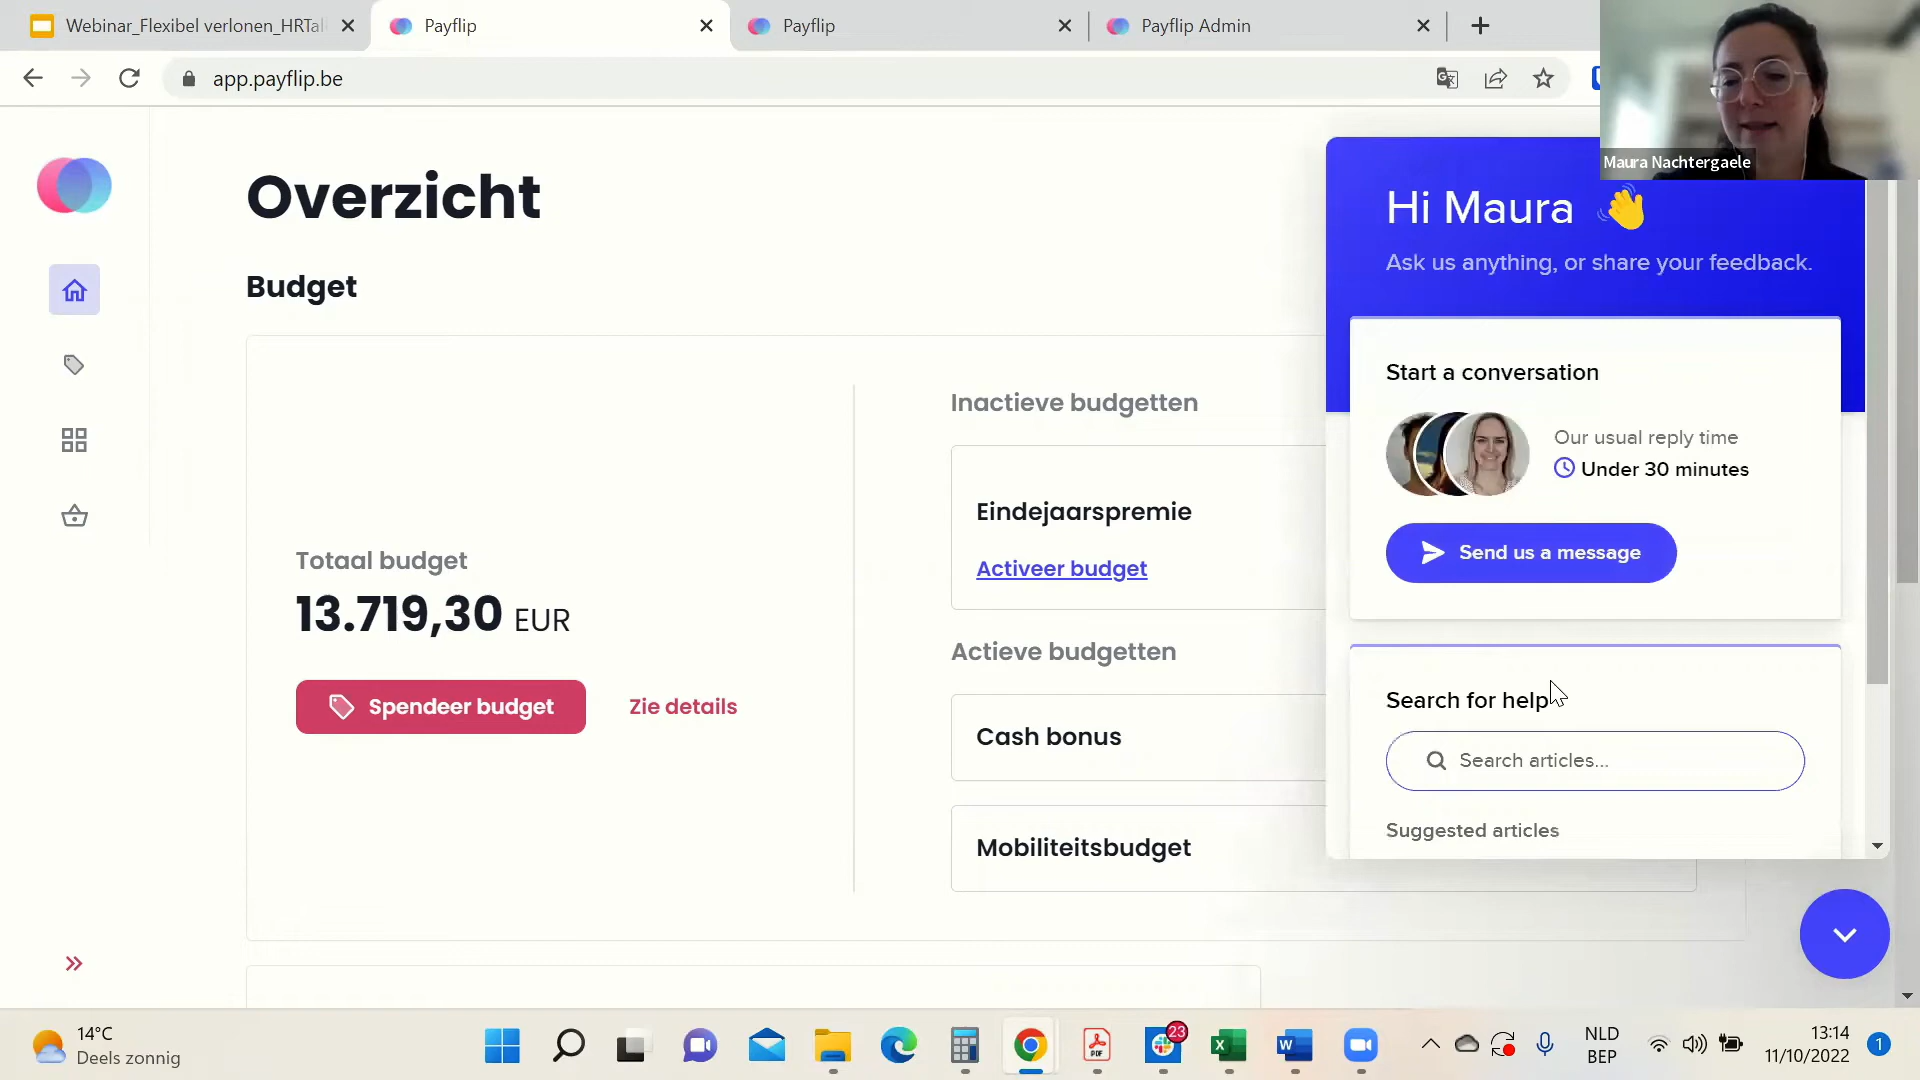 Webinar_Flexibel verlonen_HRTal
Payflip
Payflip
Payflip Admin
app.payflip.be
Maura Nachtergaele
Overzicht
Budget
Totaal budget
13.719,30 EUR
Spendeer budget
Zie details
Inactieve budgetten
Eindejaarspremie
Activeer budget
Actieve budgetten
Cash bonus
Mobiliteitsbudget
Hi Maura 👋
Ask us anything, or share your feedback.
Start a conversation
Our usual reply time
Under 30 minutes
Send us a message
Search for help
Search articles...
Suggested articles
14°C
Deels zonnig
PDF
23
X
W
NLD
BEP
13:14
11/10/2022
1